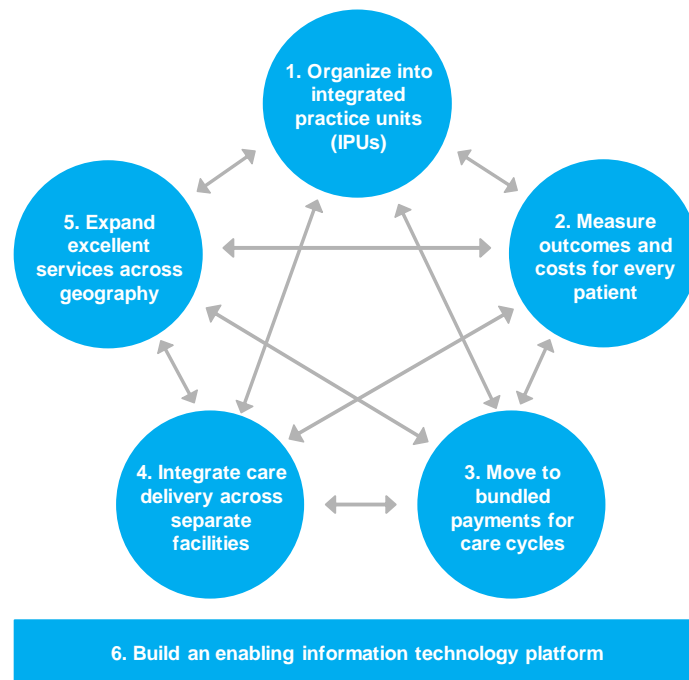 1. Organize into
integrated
practice units
(IPUs)
2. Measure
outcomes and
costs for every
patient
3. Move to
bundled
payments for
care cycles
4. Integrate care
delivery across
separate
facilities
5. Expand
excellent
services across
geography
6. Build an enabling information technology platform